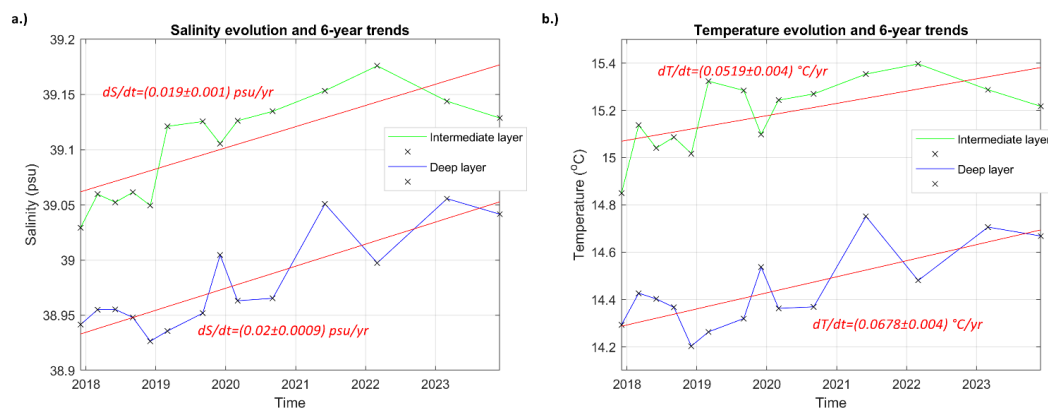 a.)
Salinity evolution and 6-year trends
39.2
39.15
39.1
39.05
39
38.95
38.9
Salinity (psu)
dS/dt=(0.019±0.001) psu/yr
Intermediate layer
Deep layer
dS/dt=(0.02±0.0009) psu/yr
2018 2019 2020 2021 2022 2023
Time
b.)
Temperature evolution and 6-year trends
15.4
15.2
15
14.8
14.6
14.4
14.2
Temperature (°C)
dT/dt=(0.0519±0.004) °C/yr
Intermediate layer
Deep layer
dT/dt=(0.0678±0.004) °C/yr
2018 2019 2020 2021 2022 2023
Time